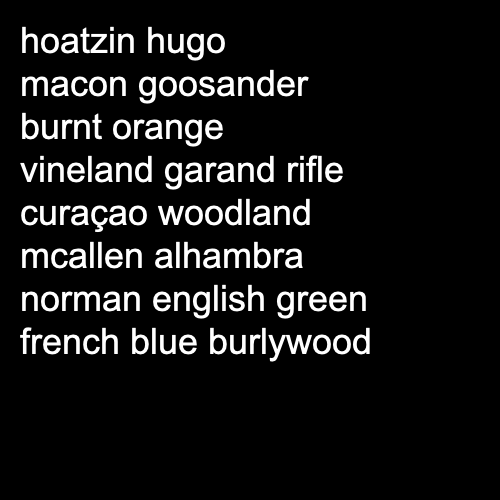 hoatzin hugo
macon goosander
burnt orange
vineland garand rifle
curaçao woodland
mcallen alhambra
norman english green
french blue burlywood